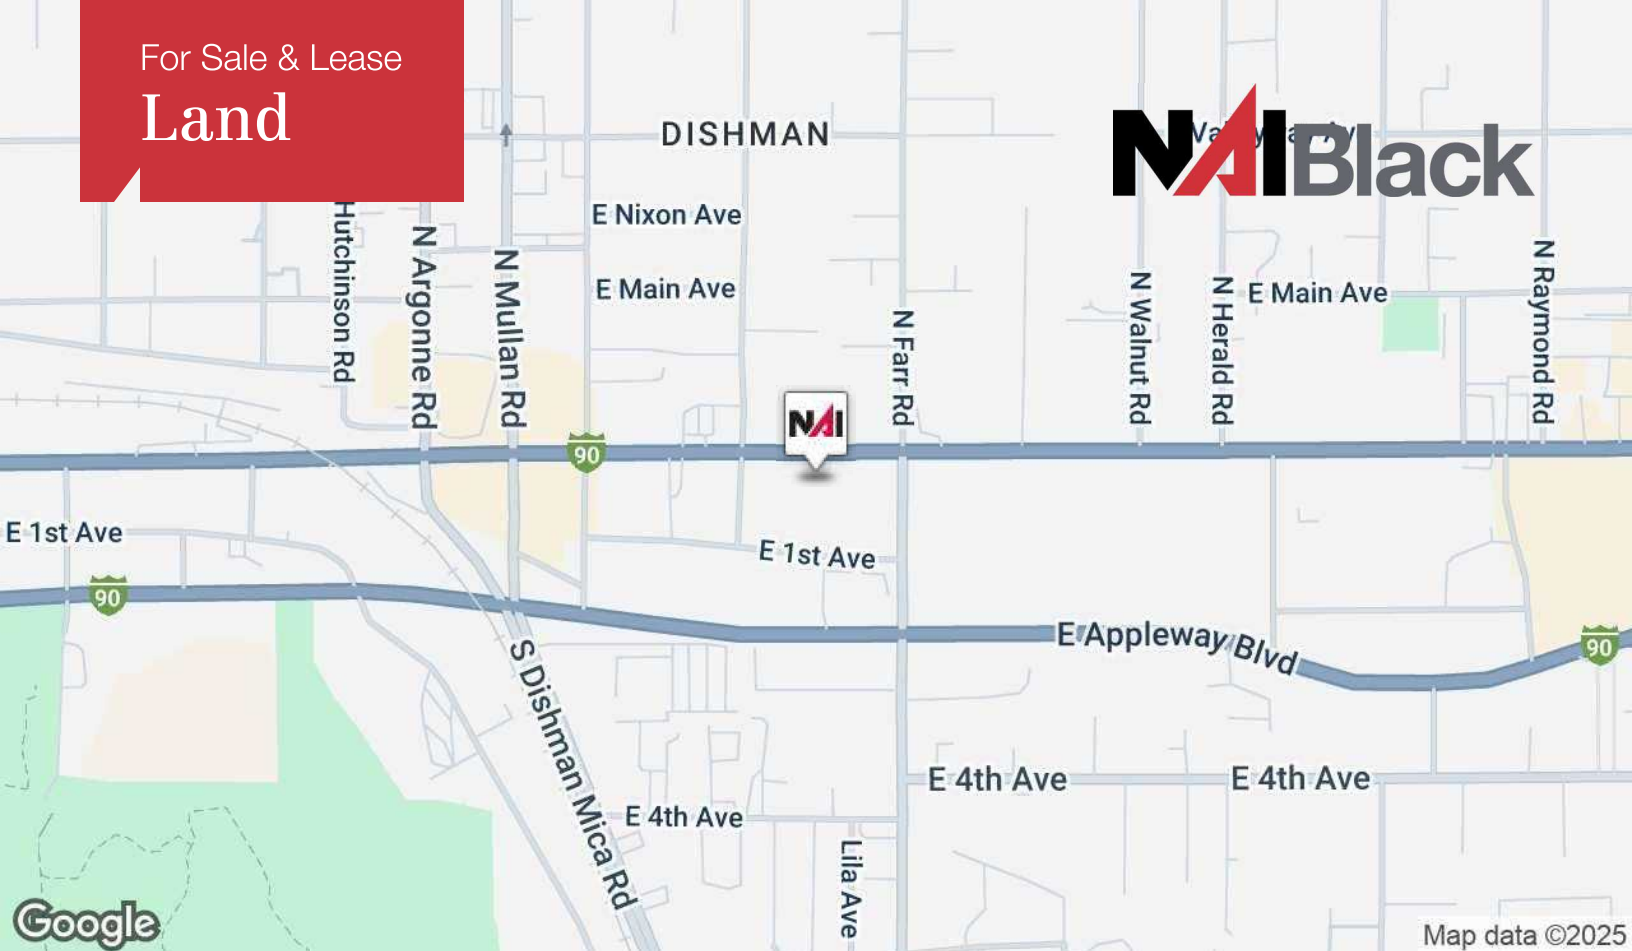 For Sale & Lease
Land
DISHMAN
NAIBlack
E Nixon Ave
Hutchinson Rd
N Argonne Rd
N Mullan Rd
E Main Ave
N Farr Rd
N Walnut Rd
N Herald Rd
E Main Ave
N Raymond Rd
NAI
90
E 1st Ave
E 1st Ave
90
E Appleway Blvd
90
S Dishman Mica Rd
E 4th Ave
E 4th Ave
E 4th Ave
Lila Ave
Google
Map data ©2025